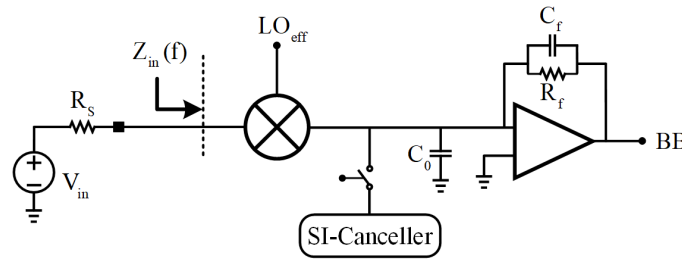 LO_eff
C_f
Z_in(f)
R_S
R_f
C_0
BB
+
−
V_in
SI-Canceller